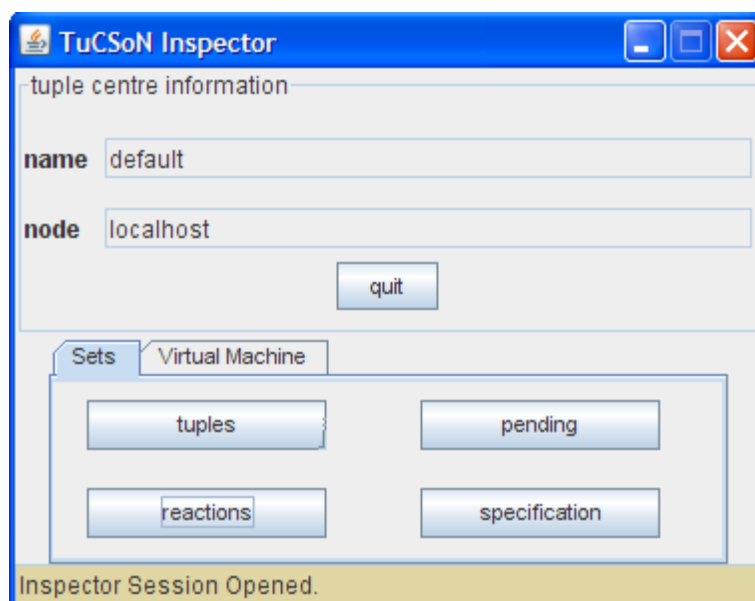 TuCSoN Inspector
tuple centre information
name default
node localhost
quit
Sets Virtual Machine
tuples pending
reactions specification
Inspector Session Opened.